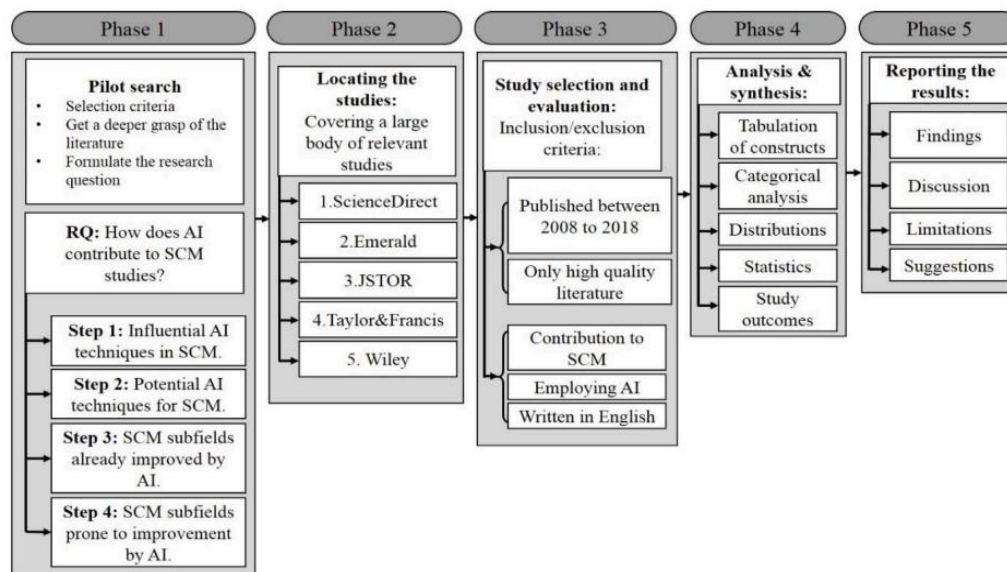 Phase 1
Phase 2
Phase 3
Phase 4
Phase 5
Pilot search
• Selection criteria
• Get a deeper grasp of the
literature
• Formulate the research
question
RQ: How does AI
contribute to SCM
studies?
Step 1: Influential AI
techniques in SCM.
Step 2: Potential AI
techniques for SCM.
Step 3: SCM subfields
already improved by
AI.
Step 4: SCM subfields
prone to improvement
by AI.
Locating the
studies:
Covering a large
body of relevant
studies
1.ScienceDirect
2.Emerald
3.JSTOR
4.Taylor&Francis
5. Wiley
Study selection and
evaluation:
Inclusion/exclusion
criteria:
Published between
2008 to 2018
Only high quality
literature
Contribution to
SCM
Employing AI
Written in English
Analysis &
synthesis:
Tabulation
of constructs
Categorical
analysis
Distributions
Statistics
Study
outcomes
Reporting the
results:
Findings
Discussion
Limitations
Suggestions